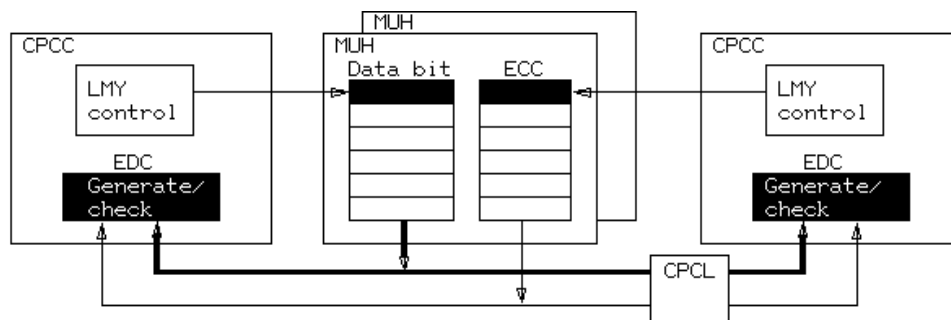 MUH
CPCC
MUH
CPCC
Data bit
ECC
LMY
control
LMY
control
EDC
EDC
Generate/
check
Generate/
check
CPCL